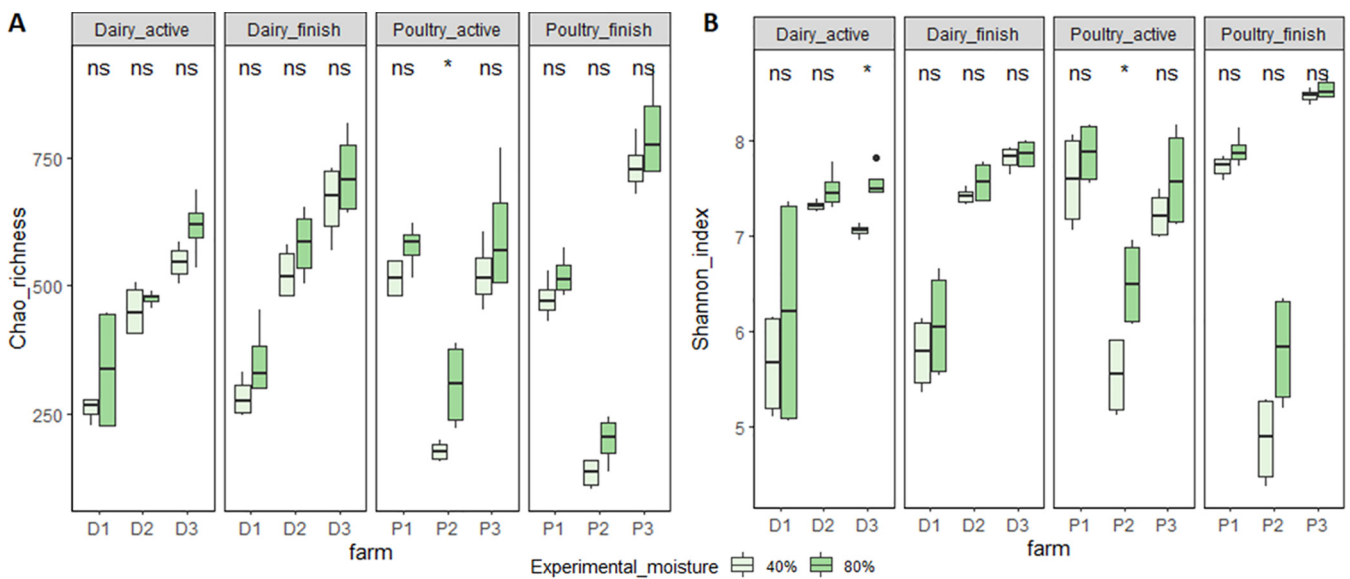 A
Dairy_active Dairy_finish Poultry_active Poultry_finish
ns ns ns ns ns ns ns * ns ns ns ns
Chao_richness
750
500
250
D1 D2 D3 D1 D2 D3 P1 P2 P3 P1 P2 P3
farm
B
Dairy_active Dairy_finish Poultry_active Poultry_finish
ns ns * ns ns ns ns * ns ns ns ns
Shannon_index
8
7
6
5
D1 D2 D3 D1 D2 D3 P1 P2 P3 P1 P2 P3
farm
Experimental_moisture 40% 80%